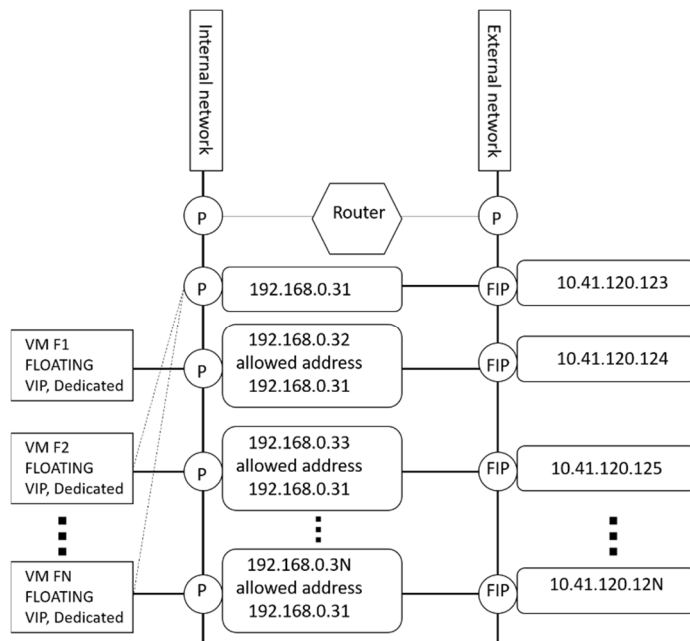 Internal network
External network
P
Router
P
P
192.168.0.31
FIP
10.41.120.123
VM F1
FLOATING
VIP, Dedicated
P
192.168.0.32
allowed address
192.168.0.31
FIP
10.41.120.124
VM F2
FLOATING
VIP, Dedicated
P
192.168.0.33
allowed address
192.168.0.31
FIP
10.41.120.125
VM FN
FLOATING
VIP, Dedicated
P
192.168.0.3N
allowed address
192.168.0.31
FIP
10.41.120.12N